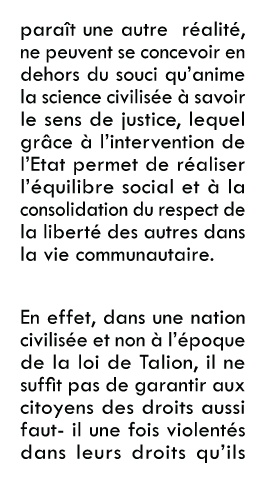 paraît une autre réalité,
ne peuvent se concevoir en
dehors du souci qu'anime
la science civilisée à savoir
le sens de justice, lequel
grâce à l'intervention de
l'Etat permet de réaliser
l'équilibre social et à la
consolidation du respect de
la liberté des autres dans
la vie communautaire.
En effet, dans une nation
civilisée et non à l'époque
de la loi de Talion, il ne
suffit pas de garantir aux
citoyens des droits aussi
faut- il une fois violentés
dans leurs droits qu'ils